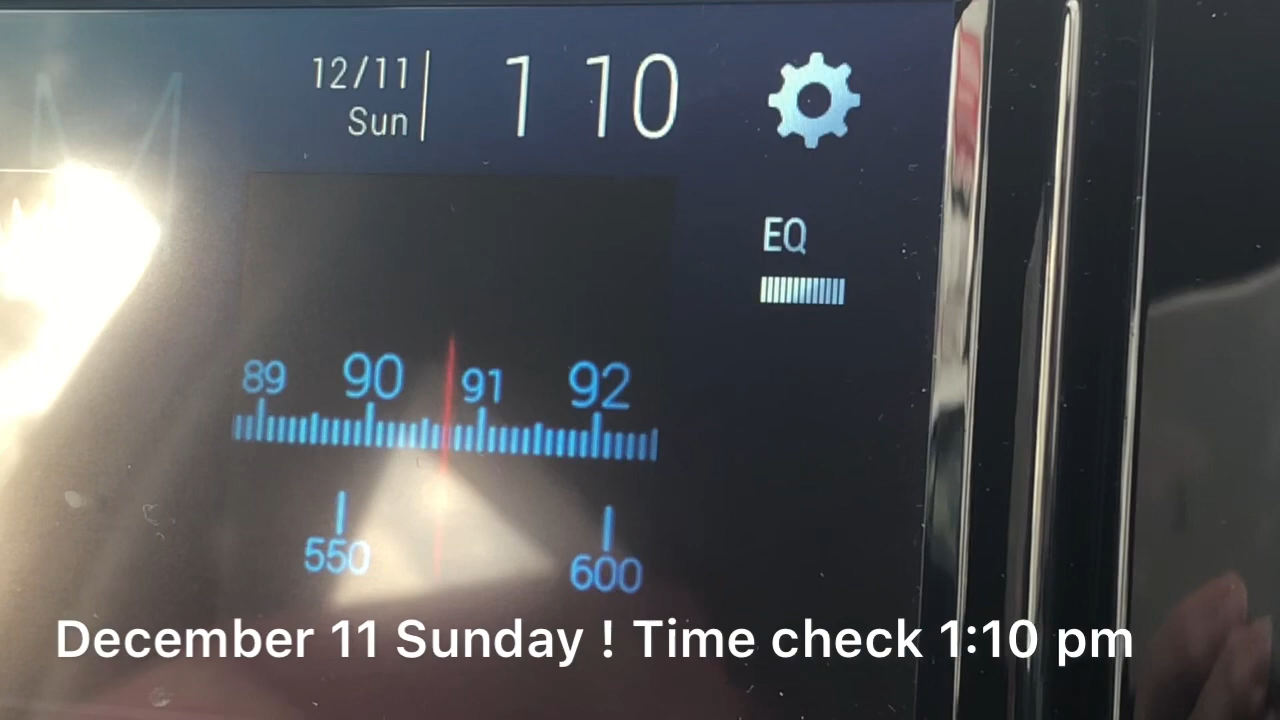 12/11
Sun
1 10
EQ
89 90 91 92
550 600
December 11 Sunday ! Time check 1:10 pm